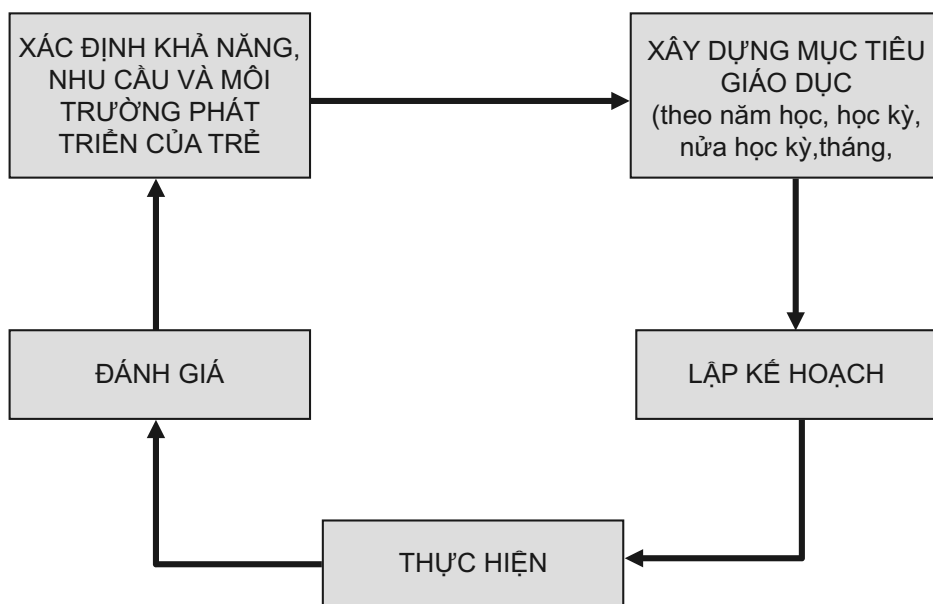 XÁC ĐỊNH KHẢ NĂNG,
NHU CẦU VÀ MÔI
TRƯỜNG PHÁT
TRIỂN CỦA TRẺ
XÂY DỰNG MỤC TIÊU
GIÁO DỤC
(theo năm học, học kỳ,
nửa học kỳ,tháng,
ĐÁNH GIÁ
LẬP KẾ HOẠCH
THỰC HIỆN